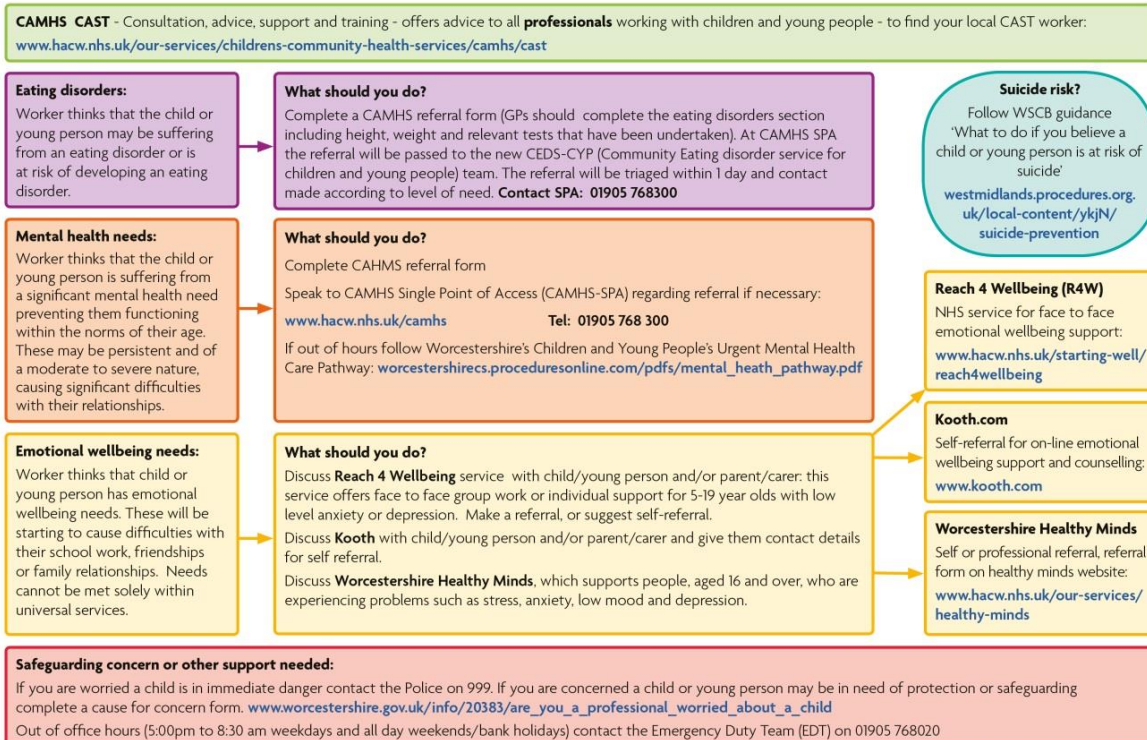 CAMHS CAST - Consultation, advice, support and training - offers advice to all professionals working with children and young people - to find your local CAST worker:
www.hacw.nhs.uk/our-services/childrens-community-health-services/camhs/cast
Eating disorders:
Worker thinks that the child or
young person may be suffering
from an eating disorder or is
at risk of developing an eating
disorder.
What should you do?
Complete a CAMHS referral form (GPs should complete the eating disorders section
including height, weight and relevant tests that have been undertaken). At CAMHS SPA
the referral will be passed to the new CEDS-CYP (Community Eating disorder service for
children and young people) team. The referral will be triaged within 1 day and contact
made according to level of need. Contact SPA: 01905 768300
Suicide risk?
Follow WSCB guidance
‘What to do if you believe a
child or young person is at risk of
suicide’
westmidlands.procedures.org.
uk/local-content/ykjN/
suicide-prevention
Mental health needs:
Worker thinks that the child or
young person is suffering from
a significant mental health need
preventing them functioning
within the norms of their age.
These may be persistent and of
a moderate to severe nature,
causing significant difficulties
with their relationships.
What should you do?
Complete CAHMS referral form
Speak to CAMHS Single Point of Access (CAMHS-SPA) regarding referral if necessary:
www.hacw.nhs.uk/camhs Tel: 01905 768 300
If out of hours follow Worcestershire’s Children and Young People’s Urgent Mental Health
Care Pathway: worcestershirecs.proceduresonline.com/pdfs/mental_heath_pathway.pdf
Emotional wellbeing needs:
Worker thinks that child or
young person has emotional
wellbeing needs. These will be
starting to cause difficulties with
their school work, friendships
or family relationships. Needs
cannot be met solely within
universal services.
What should you do?
Discuss Reach 4 Wellbeing service with child/young person and/or parent/carer: this
service offers face to face group work or individual support for 5-19 year olds with low
level anxiety or depression. Make a referral, or suggest self-referral.
Discuss Kooth with child/young person and/or parent/carer and give them contact details
for self referral.
Discuss Worcestershire Healthy Minds, which supports people, aged 16 and over, who are
experiencing problems such as stress, anxiety, low mood and depression.
Reach 4 Wellbeing (R4W)
NHS service for face to face
emotional wellbeing support:
www.hacw.nhs.uk/starting-well/
reach4wellbeing
Kooth.com
Self-referral for on-line emotional
wellbeing support and counselling:
www.kooth.com
Worcestershire Healthy Minds
Self or professional referral, referral
form on healthy minds website:
www.hacw.nhs.uk/our-services/
healthy-minds
Safeguarding concern or other support needed:
If you are worried a child is in immediate danger contact the Police on 999. If you are concerned a child or young person may be in need of protection or safeguarding
complete a cause for concern form. www.worcestershire.gov.uk/info/20383/are_you_a_professional_worried_about_a_child
Out of office hours (5:00pm to 8:30 am weekdays and all day weekends/bank holidays) contact the Emergency Duty Team (EDT) on 01905 768020